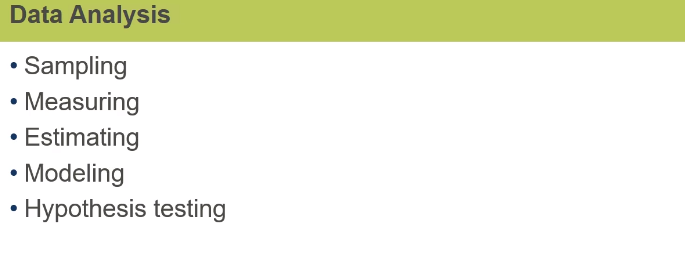 Data Analysis
• Sampling
• Measuring
• Estimating
• Modeling
• Hypothesis testing